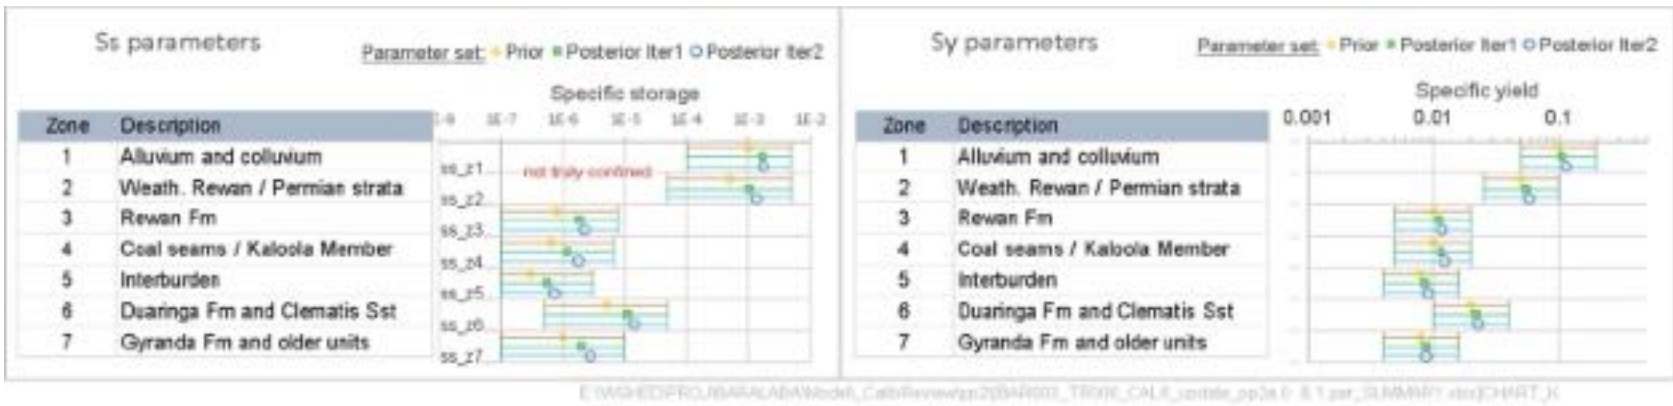 Ss parameters
Parameter set: Prior Posterior Iter1 Posterior Iter2
Specific storage
Zone Description
1E-7 1E-6 1E-5 1E-4 1E-3 1E-2
1 Alluvium and colluvium
ss_z1
not truly confined
2 Weath. Rewan / Permian strata
ss_z2
3 Rewan Fm
ss_z3
4 Coal seams / Kaloola Member
ss_z4
5 Interburden
ss_z5
6 Duaringa Fm and Clematis Sst
ss_z6
7 Gyranda Fm and older units
ss_z7
Sy parameters
Parameter set: Prior Posterior Iter1 Posterior Iter2
Specific yield
Zone Description
0.001 0.01 0.1
1 Alluvium and colluvium
2 Weath. Rewan / Permian strata
3 Rewan Fm
4 Coal seams / Kaloola Member
5 Interburden
6 Duaringa Fm and Clematis Sst
7 Gyranda Fm and older units